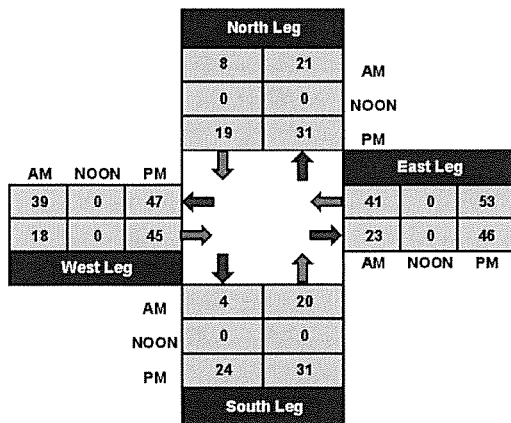 North Leg
8 21 AM
0 0 NOON
19 31 PM
AM NOON PM East Leg
39 0 47 41 0 53
18 0 45 23 0 46
West Leg AM NOON PM
AM 4 20
NOON 0 0
PM 24 31
South Leg